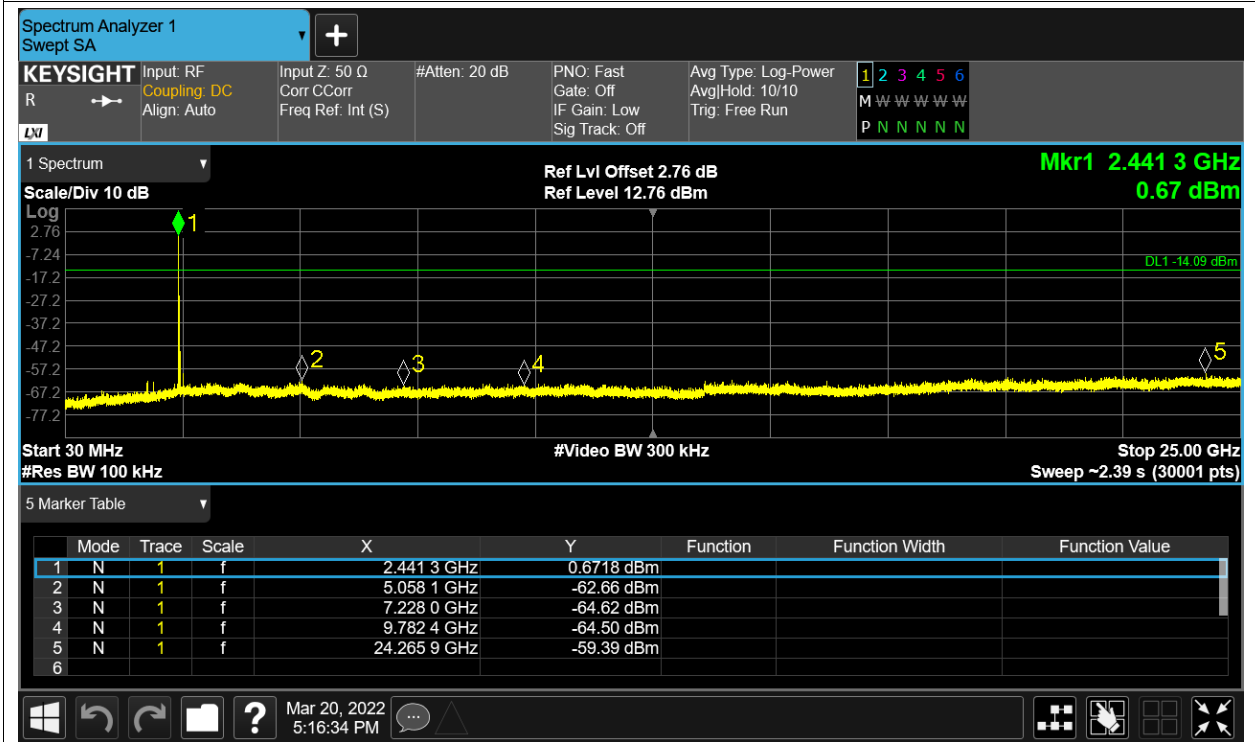 Spectrum Analyzer 1
Swept SA
KEYSIGHT
R
LXI
Input: RF
Coupling: DC
Align: Auto
Input Z: 50 Ω
Corr CCorr
Freq Ref: Int (S)
#Atten: 20 dB
PNO: Fast
Gate: Off
IF Gain: Low
Sig Track: Off
Avg Type: Log-Power
Avg|Hold: 10/10
Trig: Free Run
1 2 3 4 5 6
M W W W W W
P N N N N N
1 Spectrum
Scale/Div 10 dB
Ref Lvl Offset 2.76 dB
Ref Level 12.76 dBm
Mkr1 2.441 3 GHz
0.67 dBm
Log
2.76
-7.24
-17.2
-27.2
-37.2
-47.2
-57.2
-67.2
-77.2
1
2
3
4
5
DL1 -14.09 dBm
Start 30 MHz
#Video BW 300 kHz
Stop 25.00 GHz
#Res BW 100 kHz
Sweep ~2.39 s (30001 pts)
5 Marker Table
Mode Trace Scale X Y Function Function Width Function Value
1 N 1 f 2.441 3 GHz 0.6718 dBm
2 N 1 f 5.058 1 GHz -62.66 dBm
3 N 1 f 7.228 0 GHz -64.62 dBm
4 N 1 f 9.782 4 GHz -64.50 dBm
5 N 1 f 24.265 9 GHz -59.39 dBm
6
?
Mar 20, 2022
5:16:34 PM